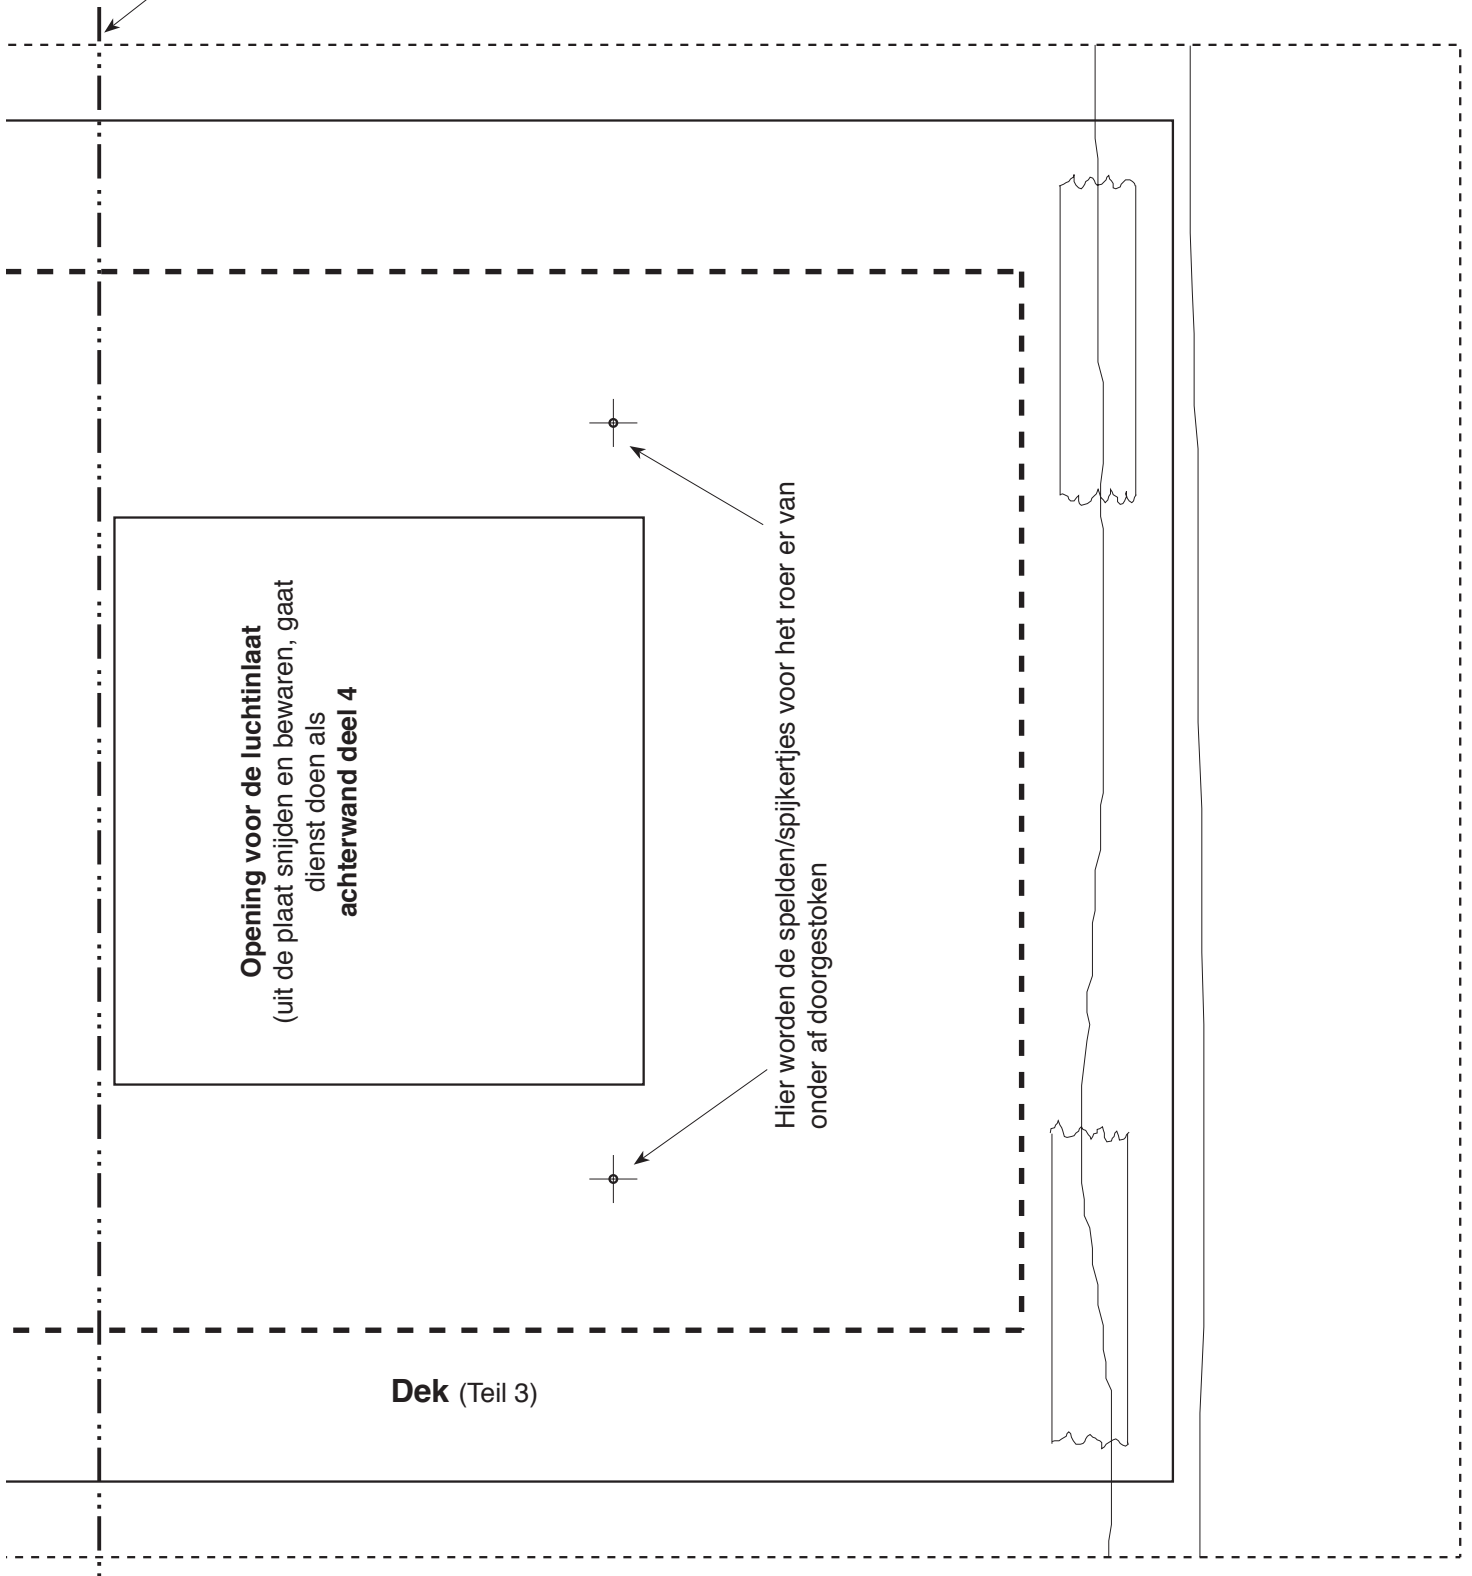 Opening voor de luchtinlaat
(uit de plaat snijden en bewaren, gaat
dienst doen als
achterwand deel 4
Hier worden de spelden/spijkertjes voor het roer er van
onder af doorgestoken
Dek (Teil 3)